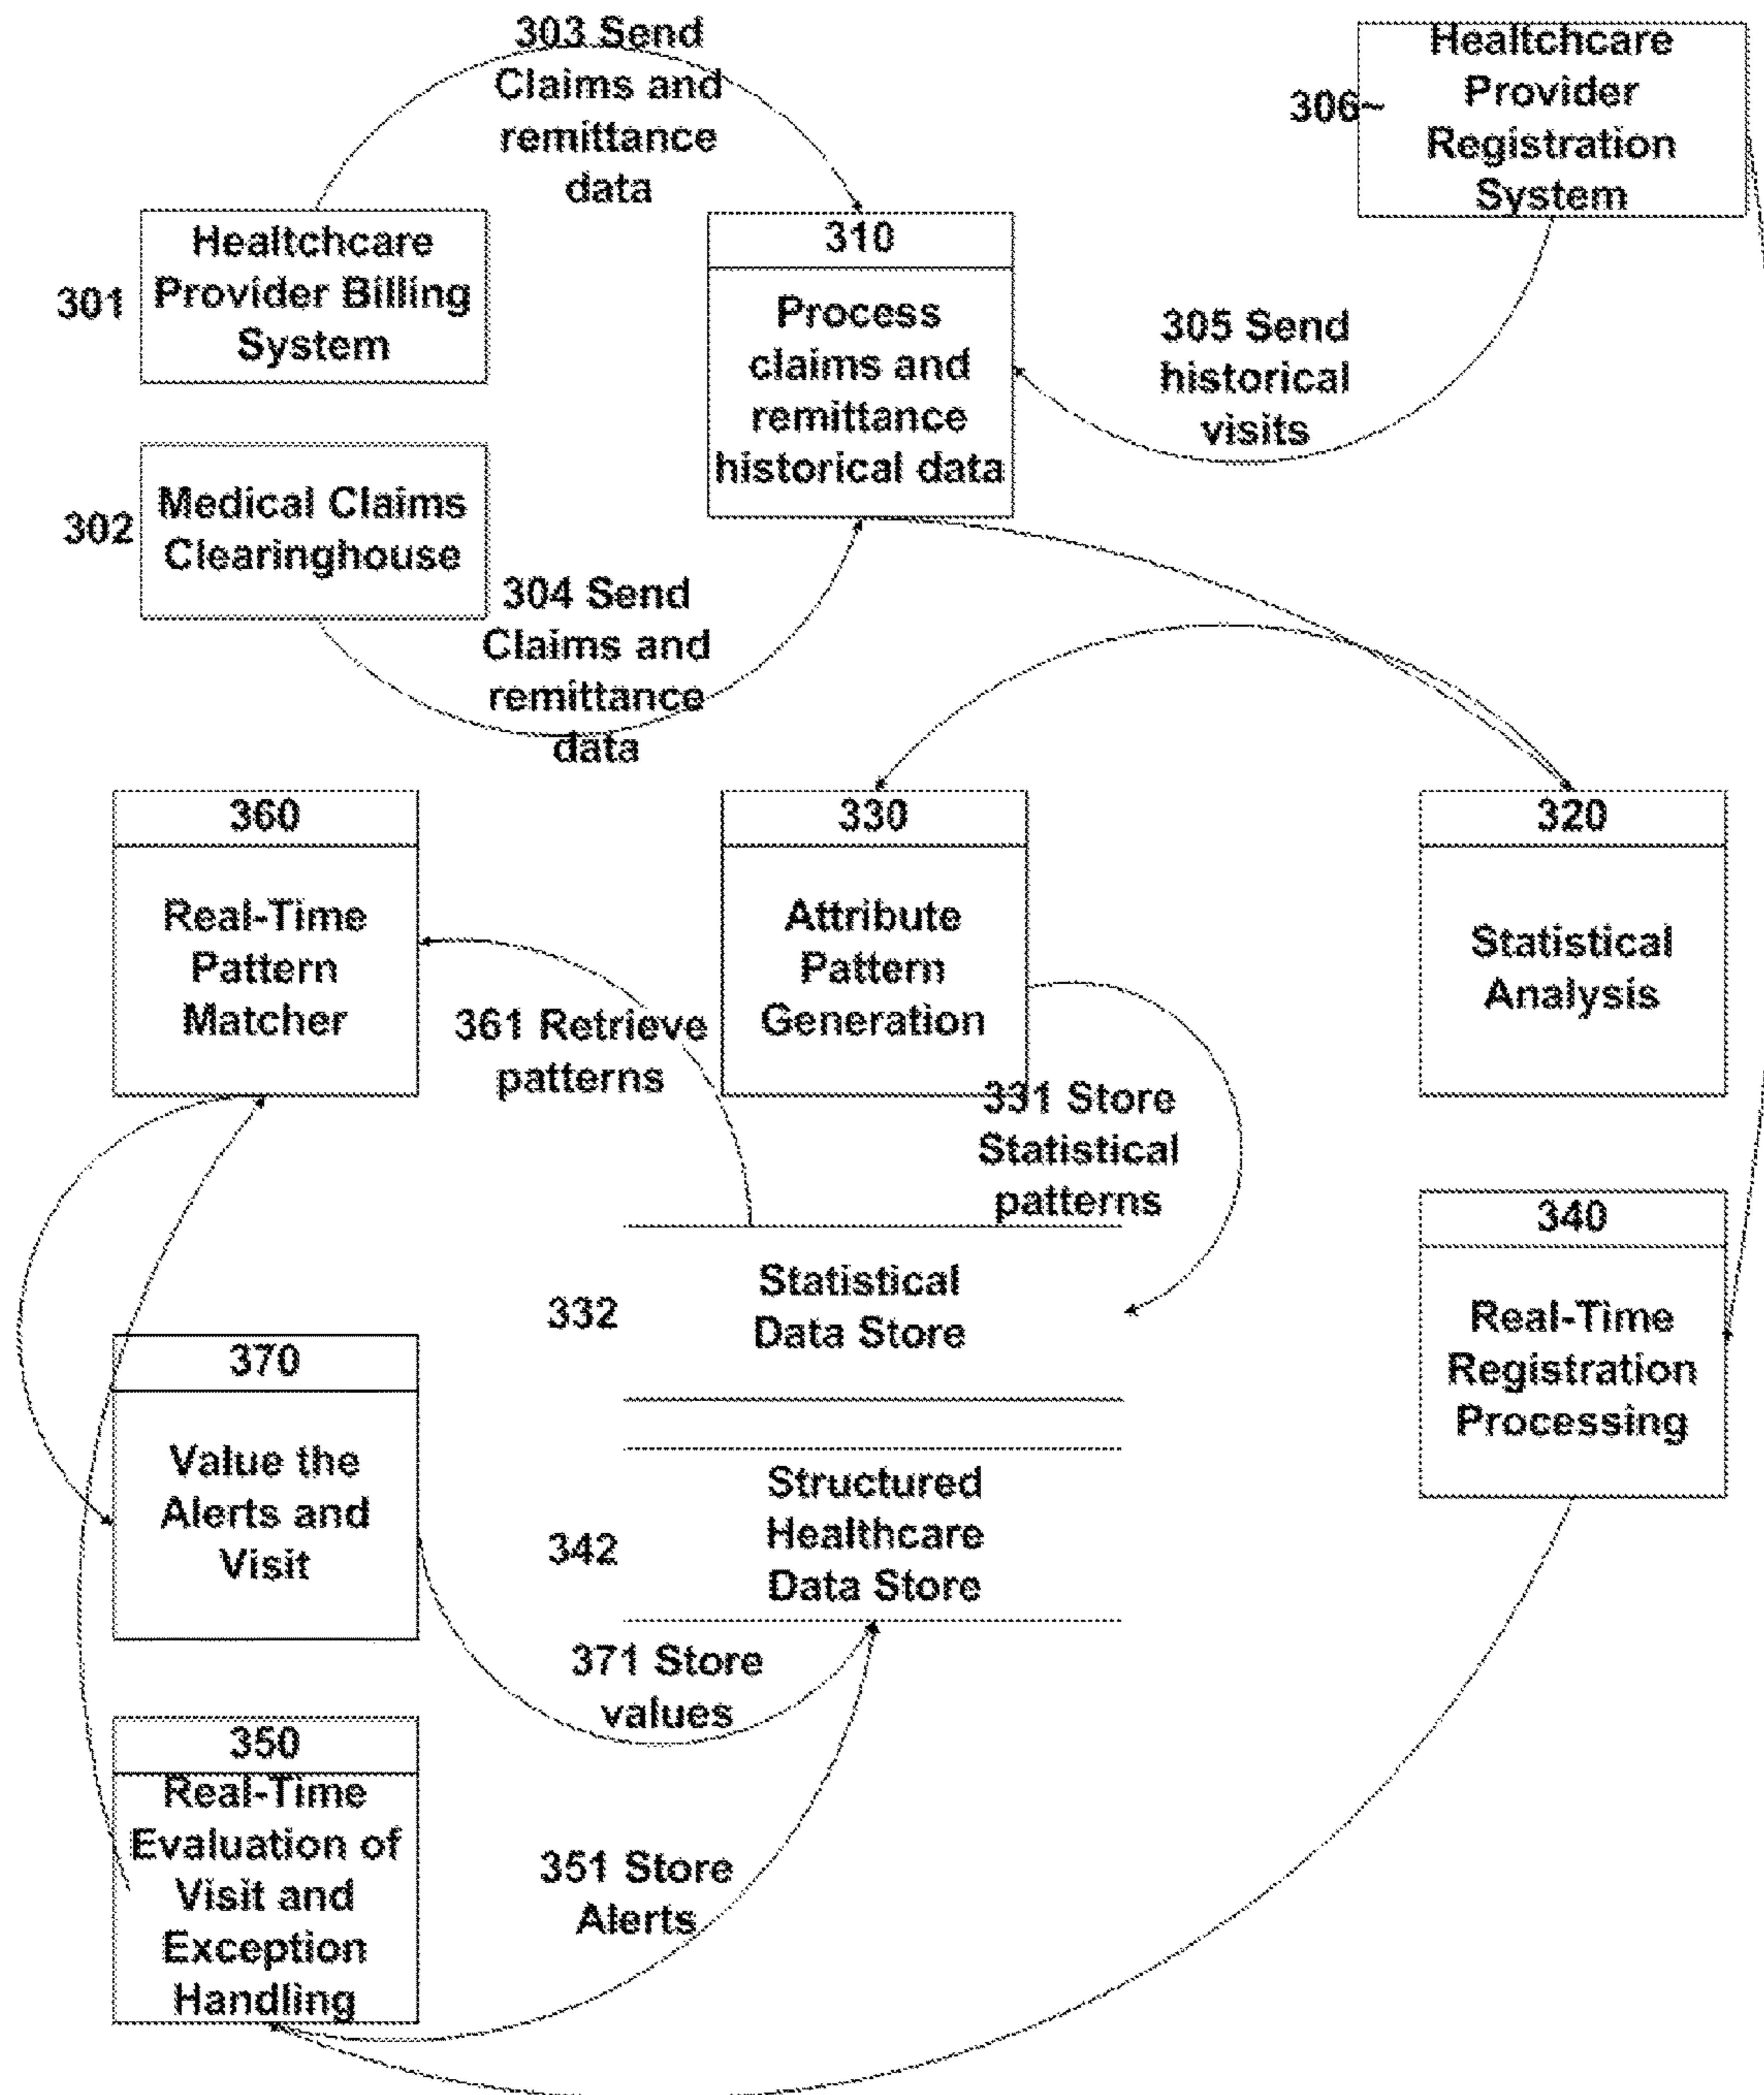 303 Send
Claims and
remittance
data
Healtchcare
Provider
Registration
System
306~
Healtchcare
Provider Billing
System
301
310
Process
claims and
remittance
historical data
305 Send
historical
visits
Medical Claims
Clearinghouse
302
304 Send
Claims and
remittance
data
360
Real-Time
Pattern
Matcher
330
Attribute
Pattern
Generation
320
Statistical
Analysis
361 Retrieve
patterns
331 Store
Statistical
patterns
332
Statistical
Data Store
340
Real-Time
Registration
Processing
370
Value the
Alerts and
Visit
342
Structured
Healthcare
Data Store
371 Store
values
350
Real-Time
Evaluation of
Visit and
Exception
Handling
351 Store
Alerts